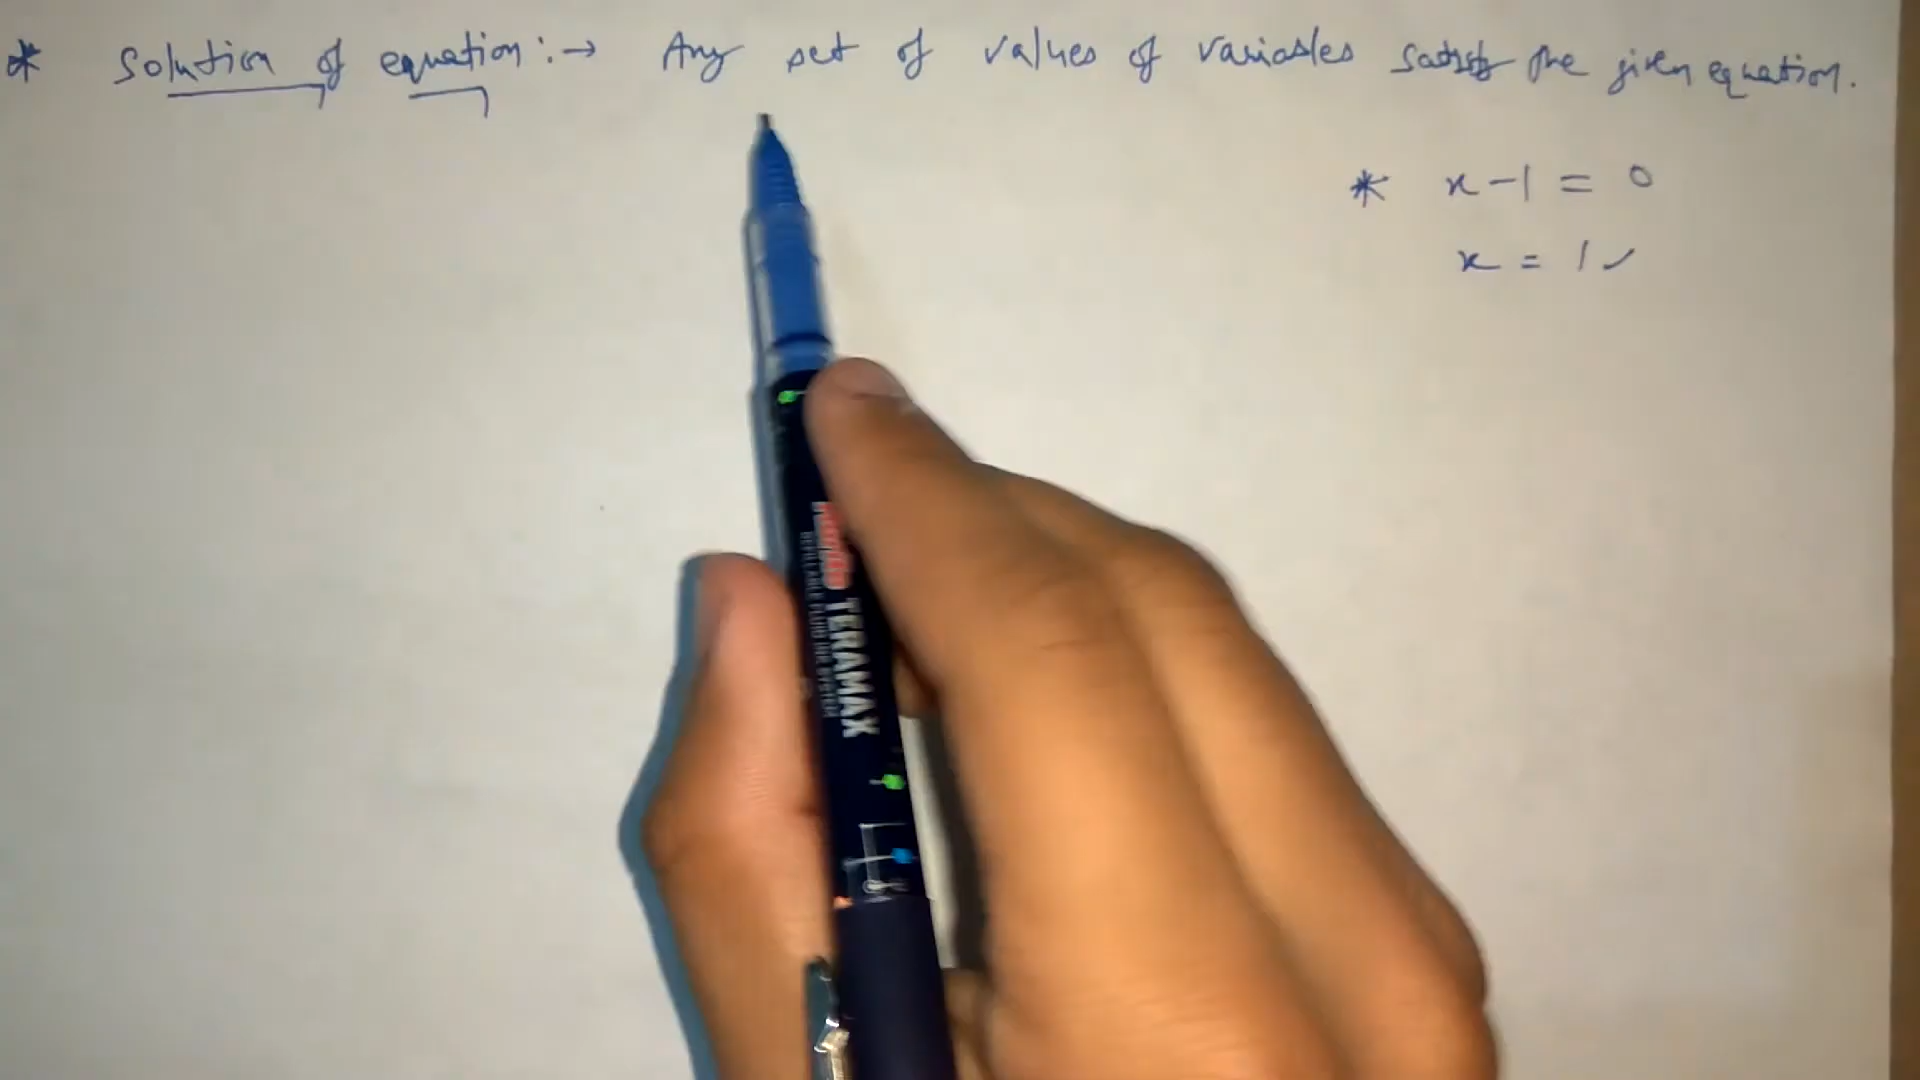 * Solution of equation :→ Any set of values of variables satisfy the given equation.
* x-1 = 0
x = 1 ✓
TERAMAX